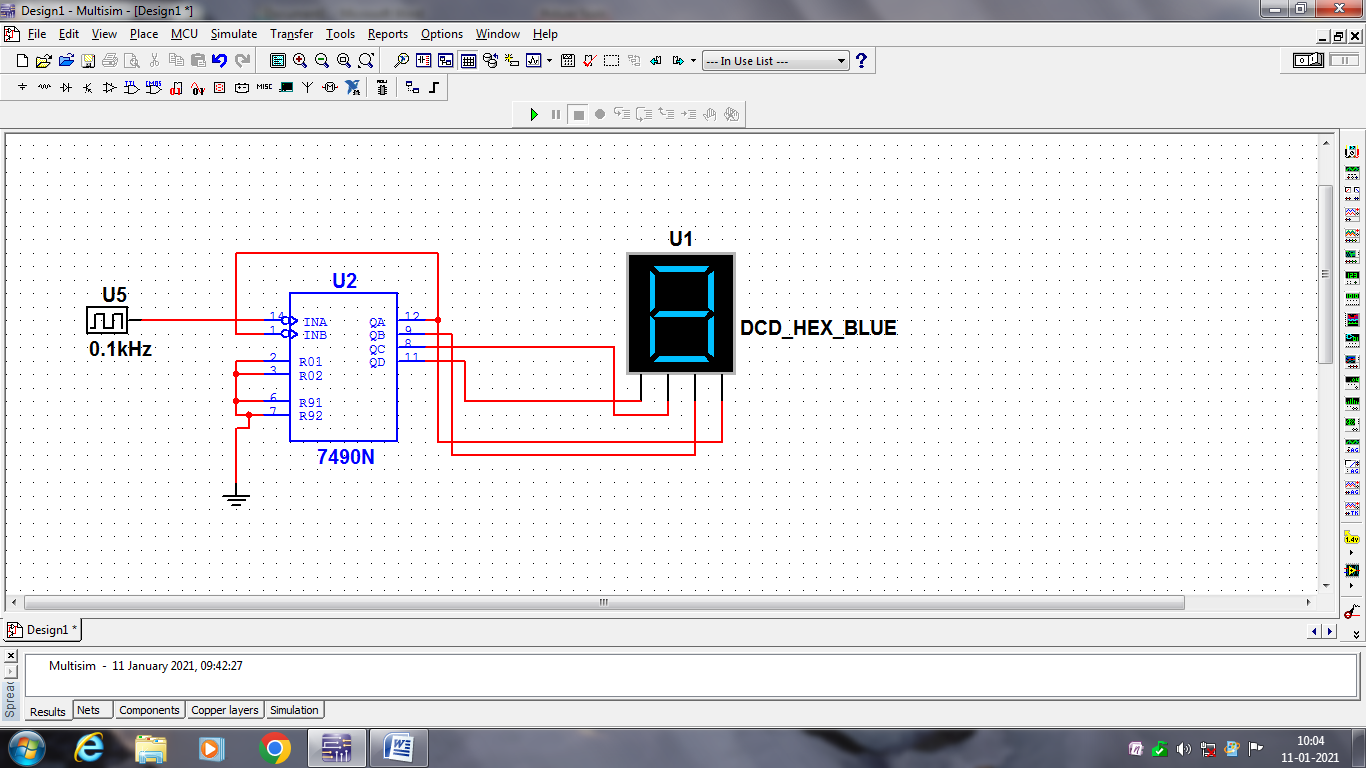 Design1 - Multisim - [Design1 *]
File Edit View Place MCU Simulate Transfer Tools Reports Options Window Help
--- In Use List ---
?
MISC
U1
U2
U5
14 INA QA 12
1 INB QB 9
QC 8
2 R01 QD 11
3 R02
6 R91
7 R92
0.1kHz
DCD_HEX_BLUE
7490N
Design1 *
Multisim - 11 January 2021, 09:42:27
Results Nets Components Copper layers Simulation
10:04
11-01-2021